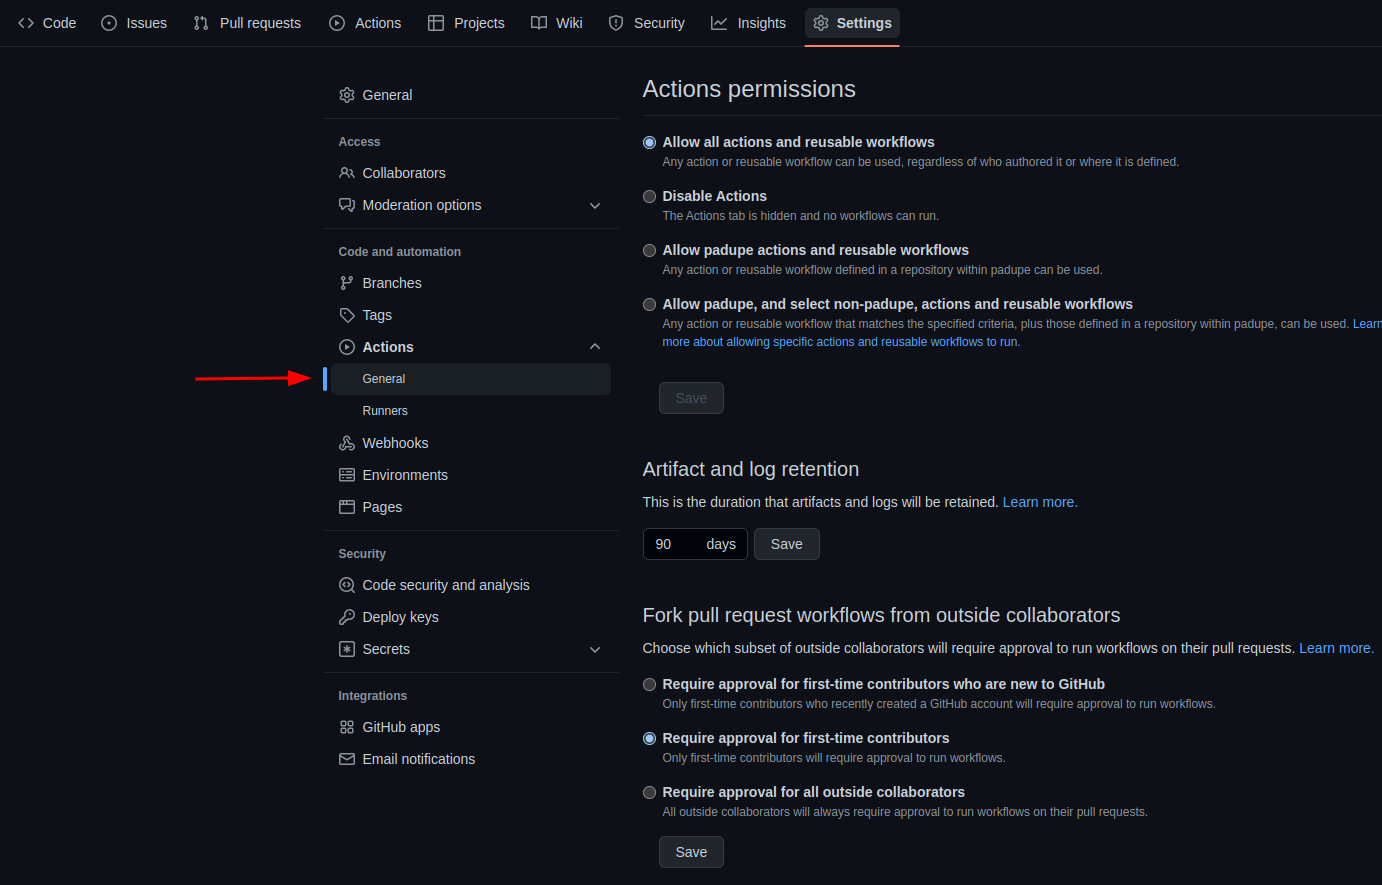 Code Issues Pull requests Actions Projects Wiki Security Insights Settings
General
Access
Collaborators
Moderation options
Code and automation
Branches
Tags
Actions
General
Runners
Webhooks
Environments
Pages
Security
Code security and analysis
Deploy keys
Secrets
Integrations
GitHub apps
Email notifications
Actions permissions
Allow all actions and reusable workflows
Any action or reusable workflow can be used, regardless of who authored it or where it is defined.
Disable Actions
The Actions tab is hidden and no workflows can run.
Allow padupe actions and reusable workflows
Any action or reusable workflow defined in a repository within padupe can be used.
Allow padupe, and select non-padupe, actions and reusable workflows
Any action or reusable workflow that matches the specified criteria, plus those defined in a repository within padupe, can be used. Learn
more about allowing specific actions and reusable workflows to run.
Save
Artifact and log retention
This is the duration that artifacts and logs will be retained. Learn more.
90 days Save
Fork pull request workflows from outside collaborators
Choose which subset of outside collaborators will require approval to run workflows on their pull requests. Learn more.
Require approval for first-time contributors who are new to GitHub
Only first-time contributors who recently created a GitHub account will require approval to run workflows.
Require approval for first-time contributors
Only first-time contributors will require approval to run workflows.
Require approval for all outside collaborators
All outside collaborators will always require approval to run workflows on their pull requests.
Save